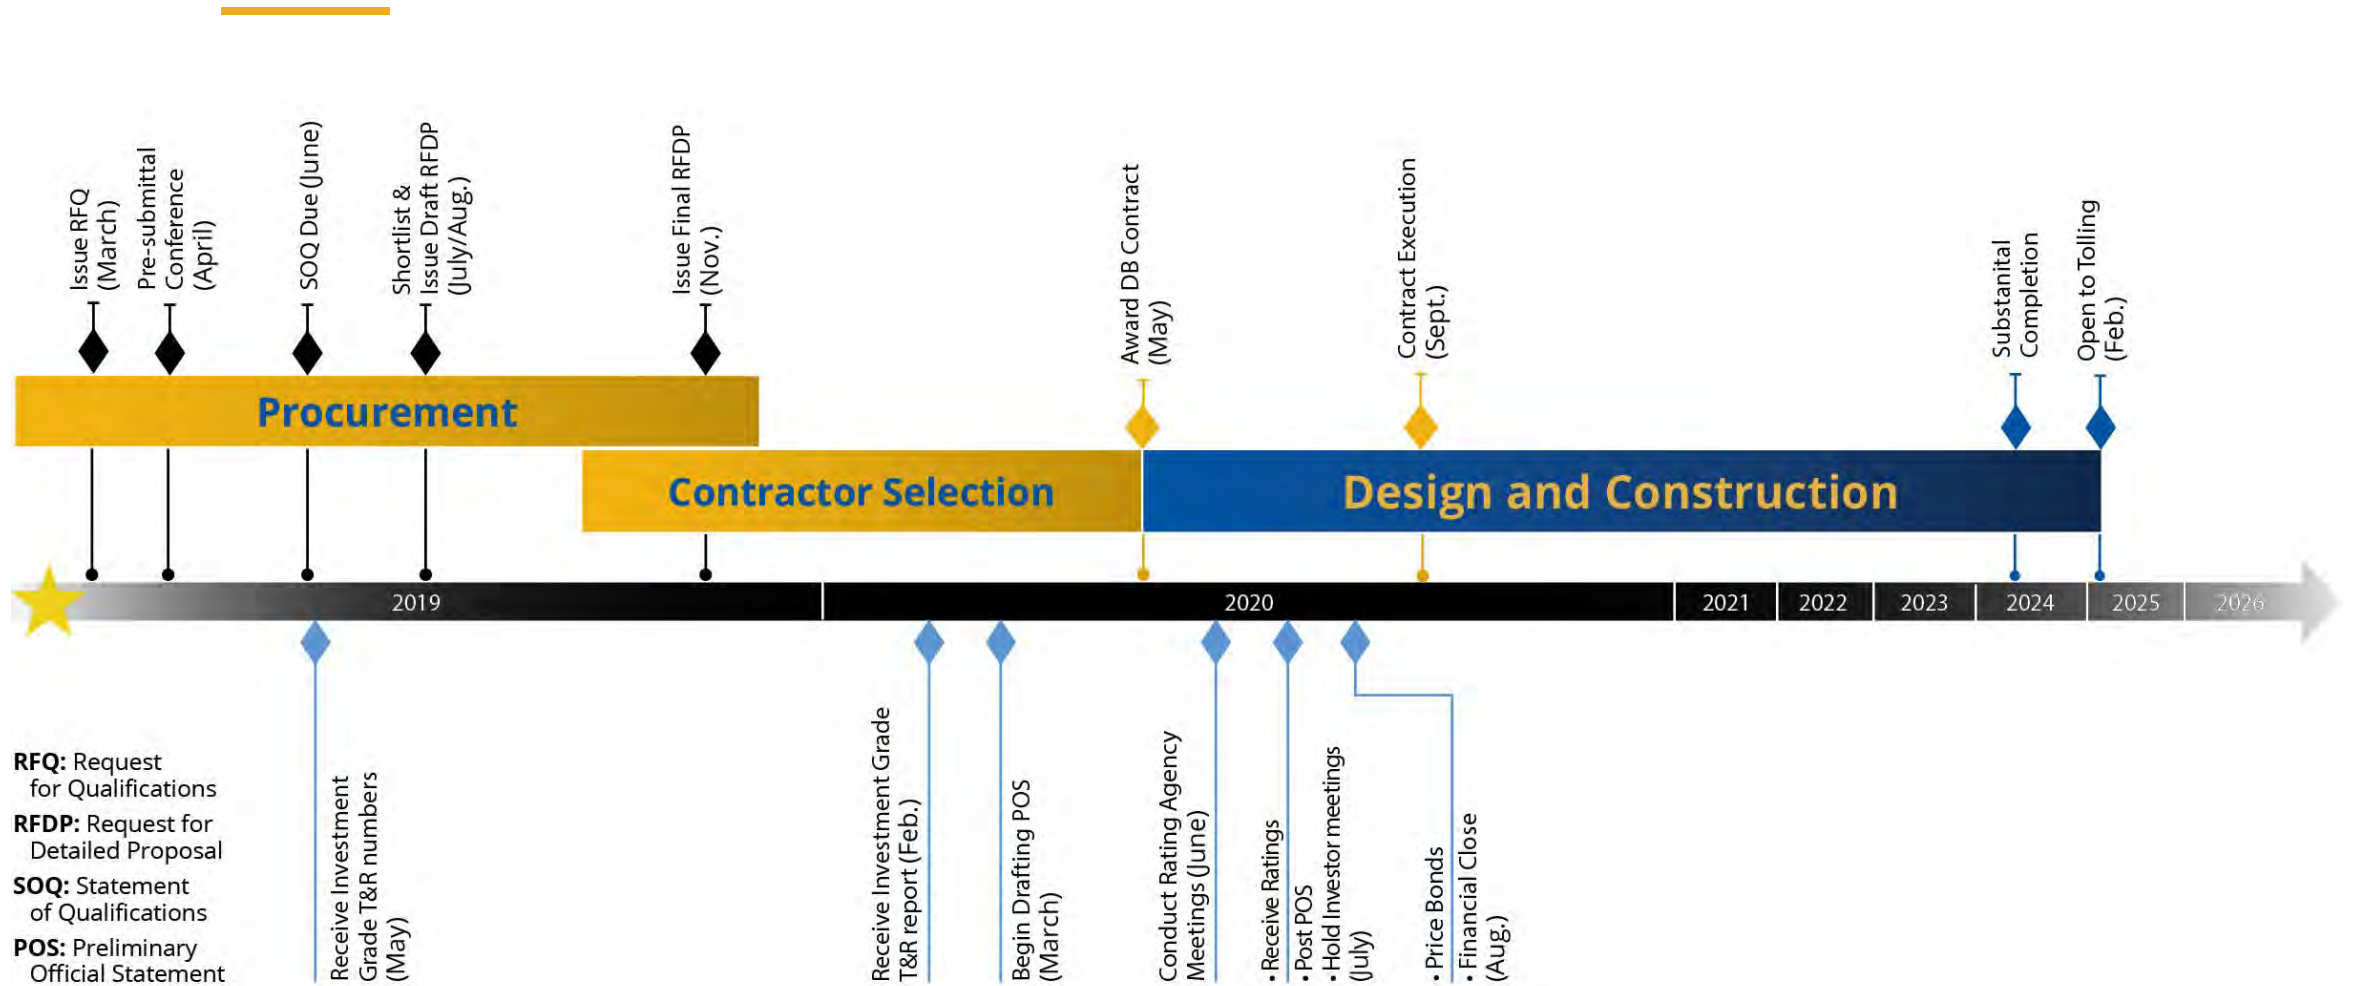 Issue RFQ
(March)
Pre-submittal
Conference
(April)
SOQ Due (June)
Shortlist &
Issue Draft RFDP
(July/Aug.)
Issue Final RFDP
(Nov.)
Award DB Contract
(May)
Contract Execution
(Sept.)
Substanital
Completion
Open to Tolling
(Feb.)
Procurement
Contractor Selection
Design and Construction
2019
2020
2021
2022
2023
2024
2025
2026
RFQ: Request
for Qualifications
RFDP: Request for
Detailed Proposal
SOQ: Statement
of Qualifications
POS: Preliminary
Official Statement
Receive Investment
Grade T&R numbers
(May)
Receive Investment Grade
T&R report (Feb.)
Begin Drafting POS
(March)
Conduct Rating Agency
Meetings (June)
• Receive Ratings
• Post POS
• Hold Investor meetings
(July)
• Price Bonds
• Financial Close
(Aug.)